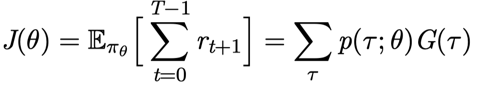 J(θ) = 𝔼_{π_θ} [ ∑_{t=0}^{T−1} r_{t+1} ] = ∑_τ p(τ; θ)G(τ)